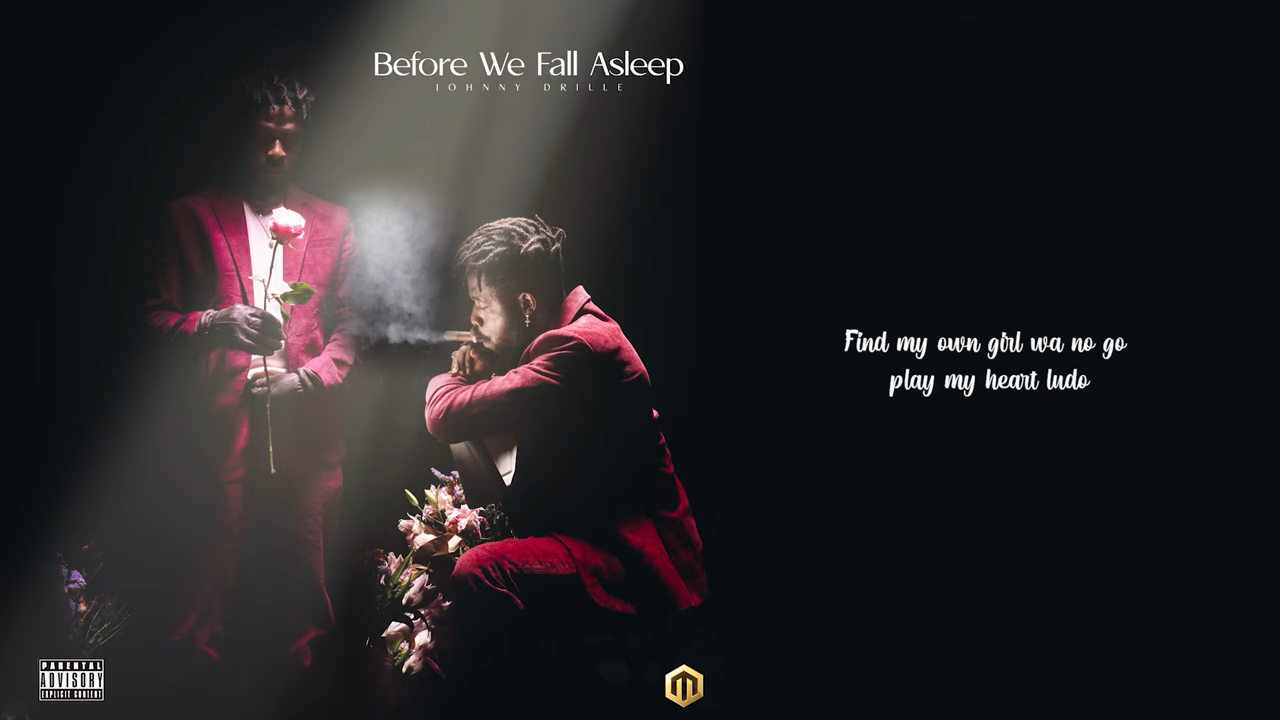 Before We Fall Asleep
JOHNNY DRILLE
Find my own girl wa no go
play my heart ludo
PARENTAL
ADVISORY
EXPLICIT CONTENT